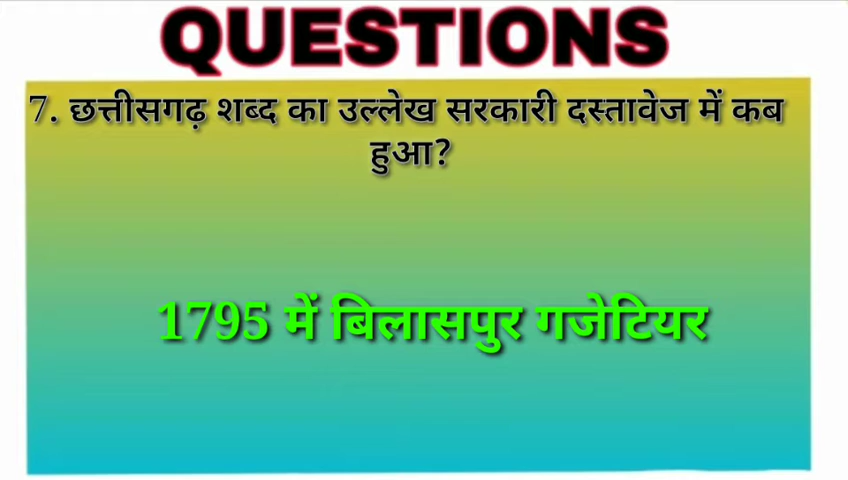 QUESTIONS
7. छत्तीसगढ़ शब्द का उल्लेख सरकारी दस्तावेज में कब
हुआ?
1795 में बिलासपुर गजेटियर